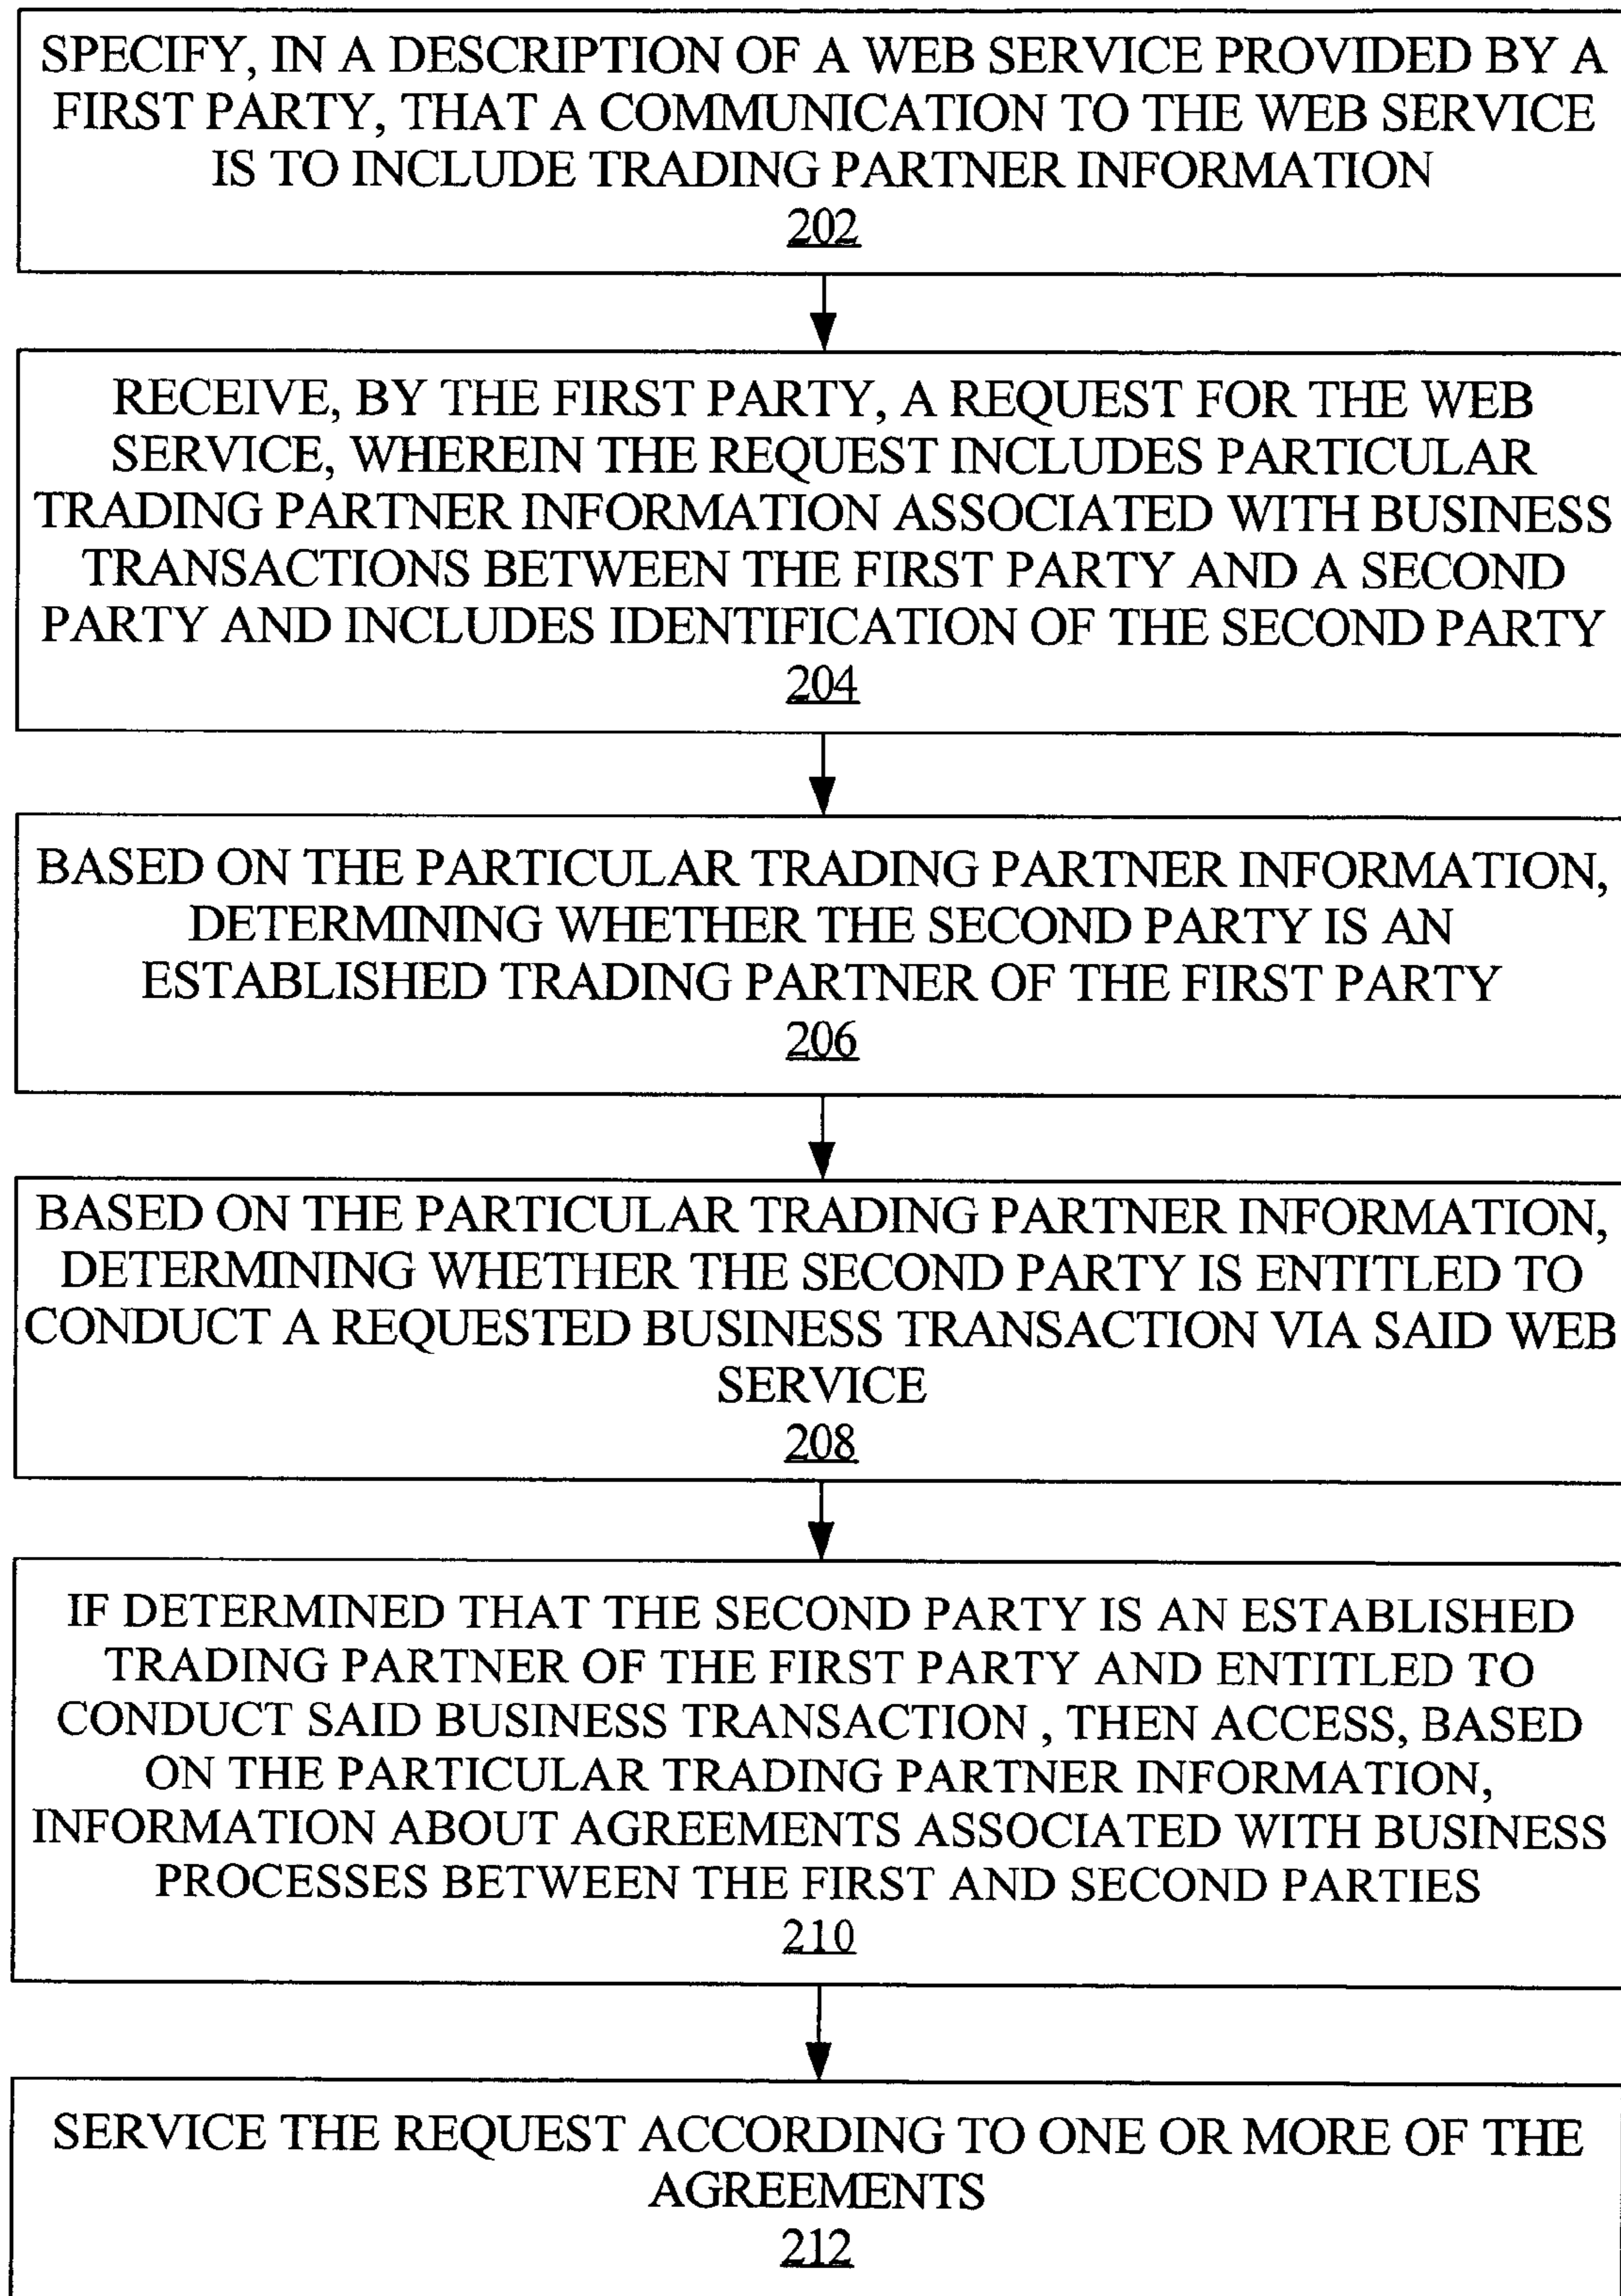 SPECIFY, IN A DESCRIPTION OF A WEB SERVICE PROVIDED BY A
FIRST PARTY, THAT A COMMUNICATION TO THE WEB SERVICE
IS TO INCLUDE TRADING PARTNER INFORMATION
202
RECEIVE, BY THE FIRST PARTY, A REQUEST FOR THE WEB
SERVICE, WHEREIN THE REQUEST INCLUDES PARTICULAR
TRADING PARTNER INFORMATION ASSOCIATED WITH BUSINESS
TRANSACTIONS BETWEEN THE FIRST PARTY AND A SECOND
PARTY AND INCLUDES IDENTIFICATION OF THE SECOND PARTY
204
BASED ON THE PARTICULAR TRADING PARTNER INFORMATION,
DETERMINING WHETHER THE SECOND PARTY IS AN
ESTABLISHED TRADING PARTNER OF THE FIRST PARTY
206
BASED ON THE PARTICULAR TRADING PARTNER INFORMATION,
DETERMINING WHETHER THE SECOND PARTY IS ENTITLED TO
CONDUCT A REQUESTED BUSINESS TRANSACTION VIA SAID WEB
SERVICE
208
IF DETERMINED THAT THE SECOND PARTY IS AN ESTABLISHED
TRADING PARTNER OF THE FIRST PARTY AND ENTITLED TO
CONDUCT SAID BUSINESS TRANSACTION , THEN ACCESS, BASED
ON THE PARTICULAR TRADING PARTNER INFORMATION,
INFORMATION ABOUT AGREEMENTS ASSOCIATED WITH BUSINESS
PROCESSES BETWEEN THE FIRST AND SECOND PARTIES
210
SERVICE THE REQUEST ACCORDING TO ONE OR MORE OF THE
AGREEMENTS
212